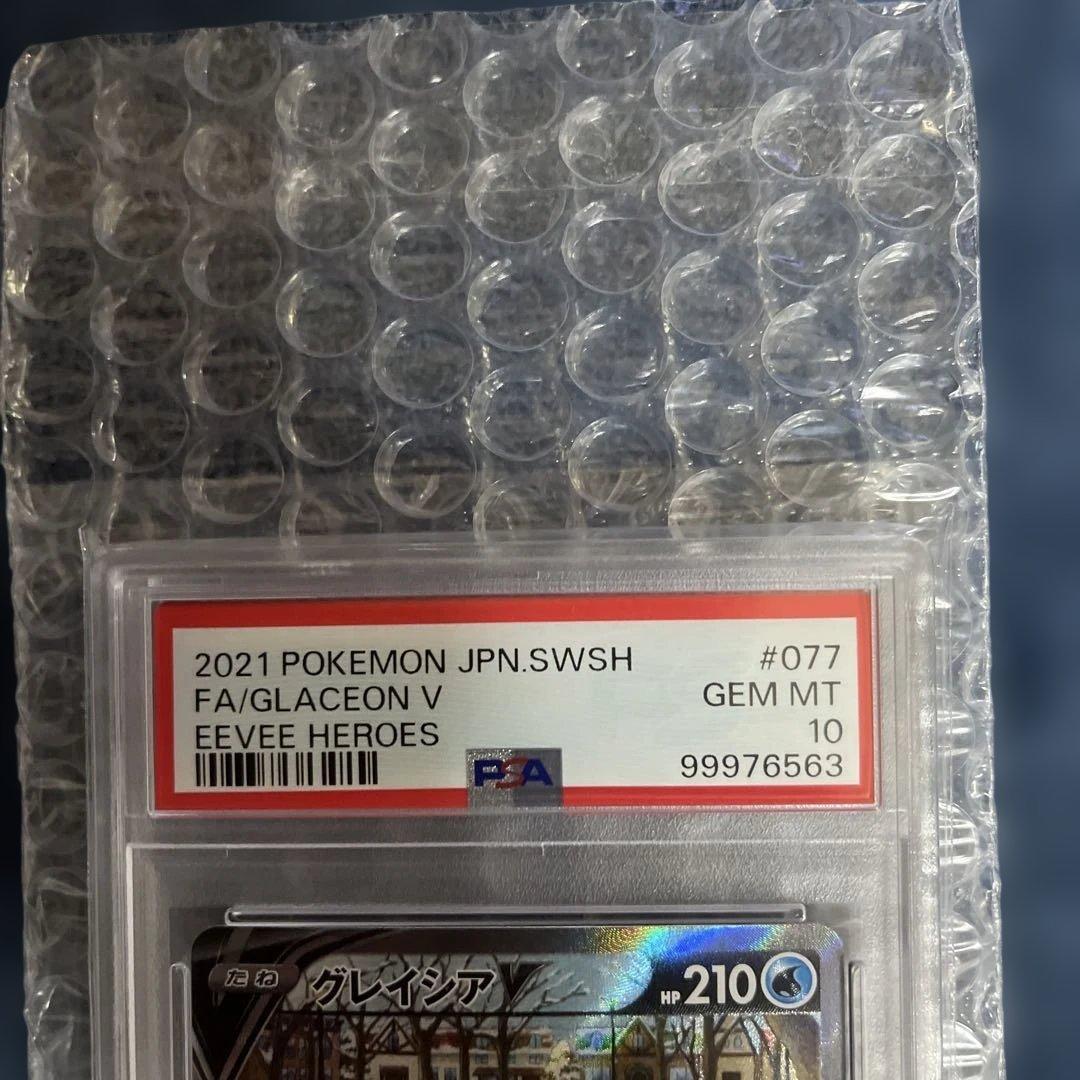 2021 POKEMON JPN.SWSH #077
FA/GLACEON V GEM MT
EEVEE HEROES 10
PSA 99976563
たね グレイシアV HP 210